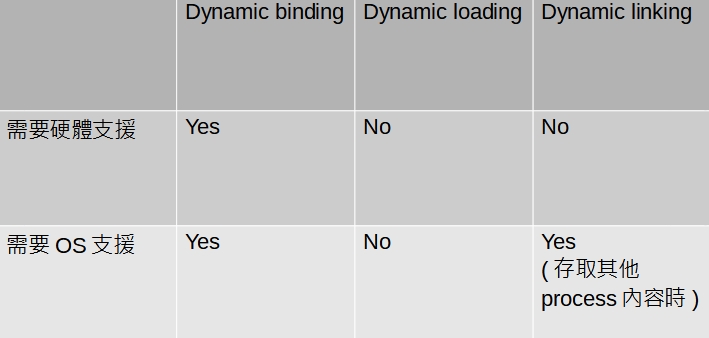 Dynamic binding Dynamic loading Dynamic linking
需要硬體支援 Yes No No
需要 OS 支援 Yes No Yes
( 存取其他
process 內容時 )